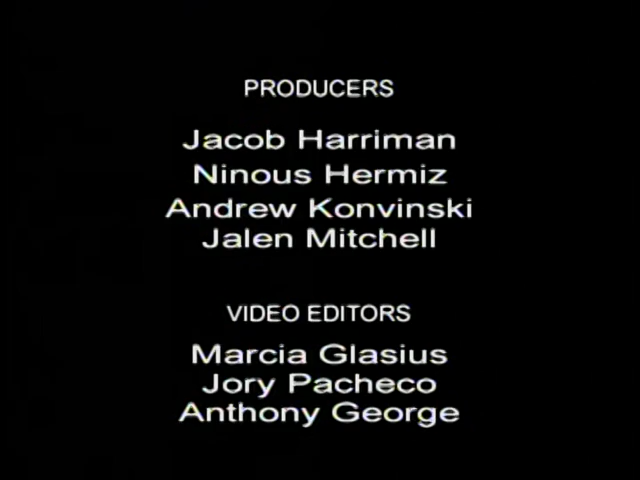 PRODUCERS
Jacob Harriman
Ninous Hermiz
Andrew Konvinski
Jalen Mitchell
VIDEO EDITORS
Marcia Glasius
Jory Pacheco
Anthony George